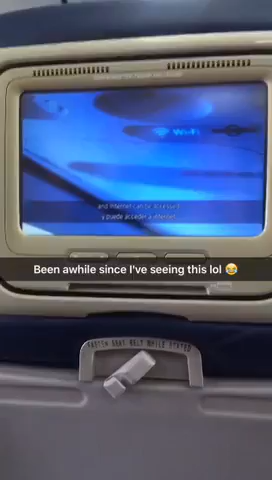 Wi-Fi
and internet can be accessed
y puede acceder a internet
Been awhile since I've seeing this lol 😂
FASTEN SEAT BELT WHILE SEATED